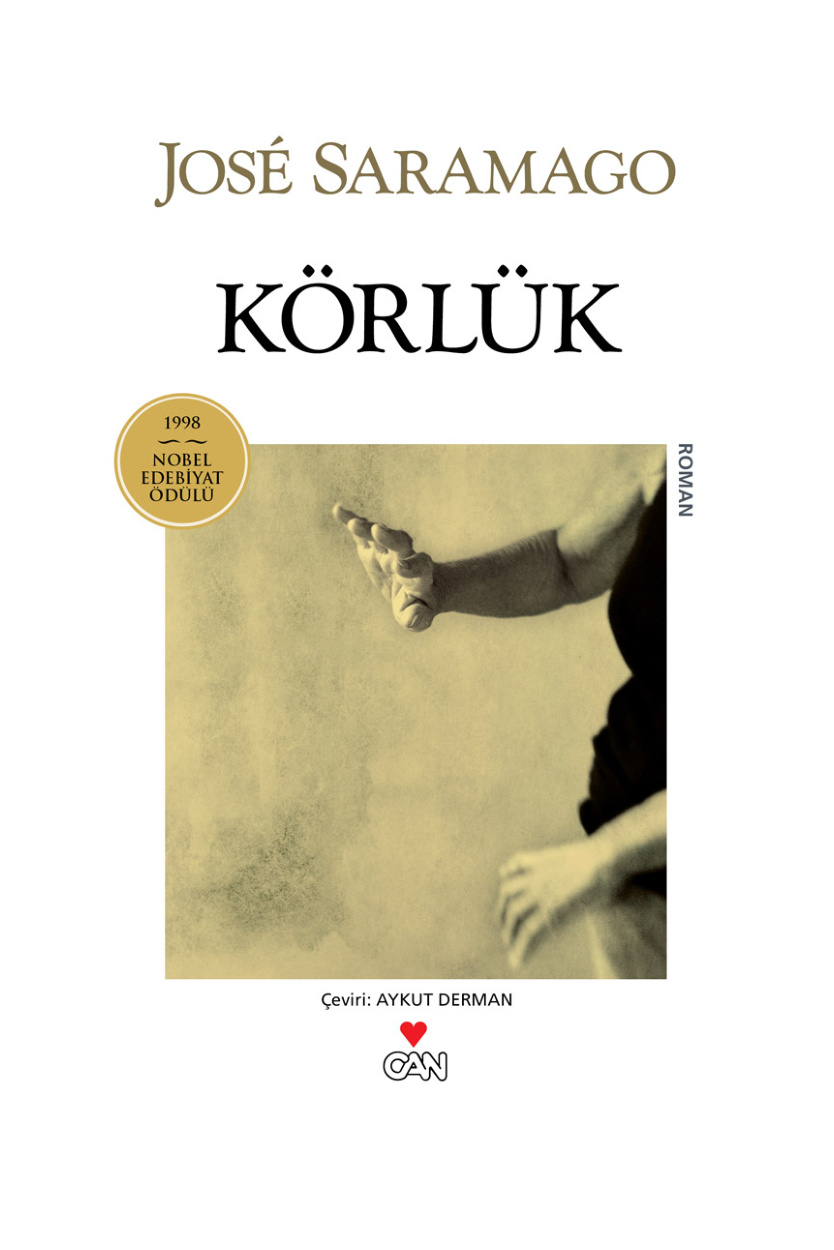 JOSÉ SARAMAGO
KÖRLÜK
1998
NOBEL
EDEBİYAT
ÖDÜLÜ
ROMAN
Çeviri: AYKUT DERMAN
CAN